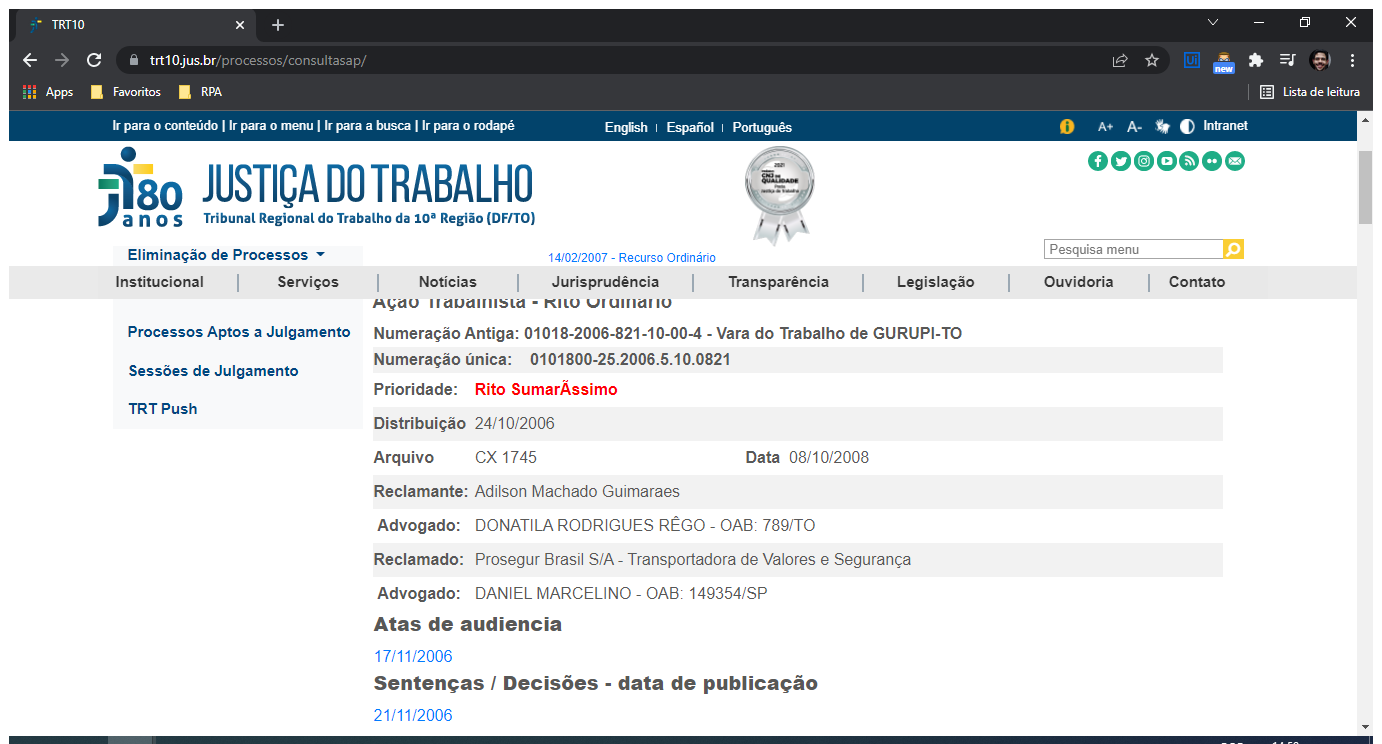 TRT10
trt10.jus.br/processos/consultasap/
Ui
new
Apps
Favoritos
RPA
Lista de leitura
Ir para o conteúdo | Ir para o menu | Ir para a busca | Ir para o rodapé
English | Español | Português
A+ A- Intranet
80 anos
JUSTIÇA DO TRABALHO
Tribunal Regional do Trabalho da 10ª Região (DF/TO)
2021
CNJ DE
QUALIDADE
Eliminação de Processos
14/02/2007 - Recurso Ordinário
Pesquisa menu
Institucional | Serviços | Notícias | Jurisprudência | Transparência | Legislação | Ouvidoria | Contato
Ação Trabalhista - Rito Ordinário
Processos Aptos a Julgamento
Sessões de Julgamento
TRT Push
Numeração Antiga: 01018-2006-821-10-00-4 - Vara do Trabalho de GURUPI-TO
Numeração única: 0101800-25.2006.5.10.0821
Prioridade: Rito SumarÃssimo
Distribuição 24/10/2006
Arquivo CX 1745 Data 08/10/2008
Reclamante: Adilson Machado Guimaraes
Advogado: DONATILA RODRIGUES RÊGO - OAB: 789/TO
Reclamado: Prosegur Brasil S/A - Transportadora de Valores e Segurança
Advogado: DANIEL MARCELINO - OAB: 149354/SP
Atas de audiencia
17/11/2006
Sentenças / Decisões - data de publicação
21/11/2006